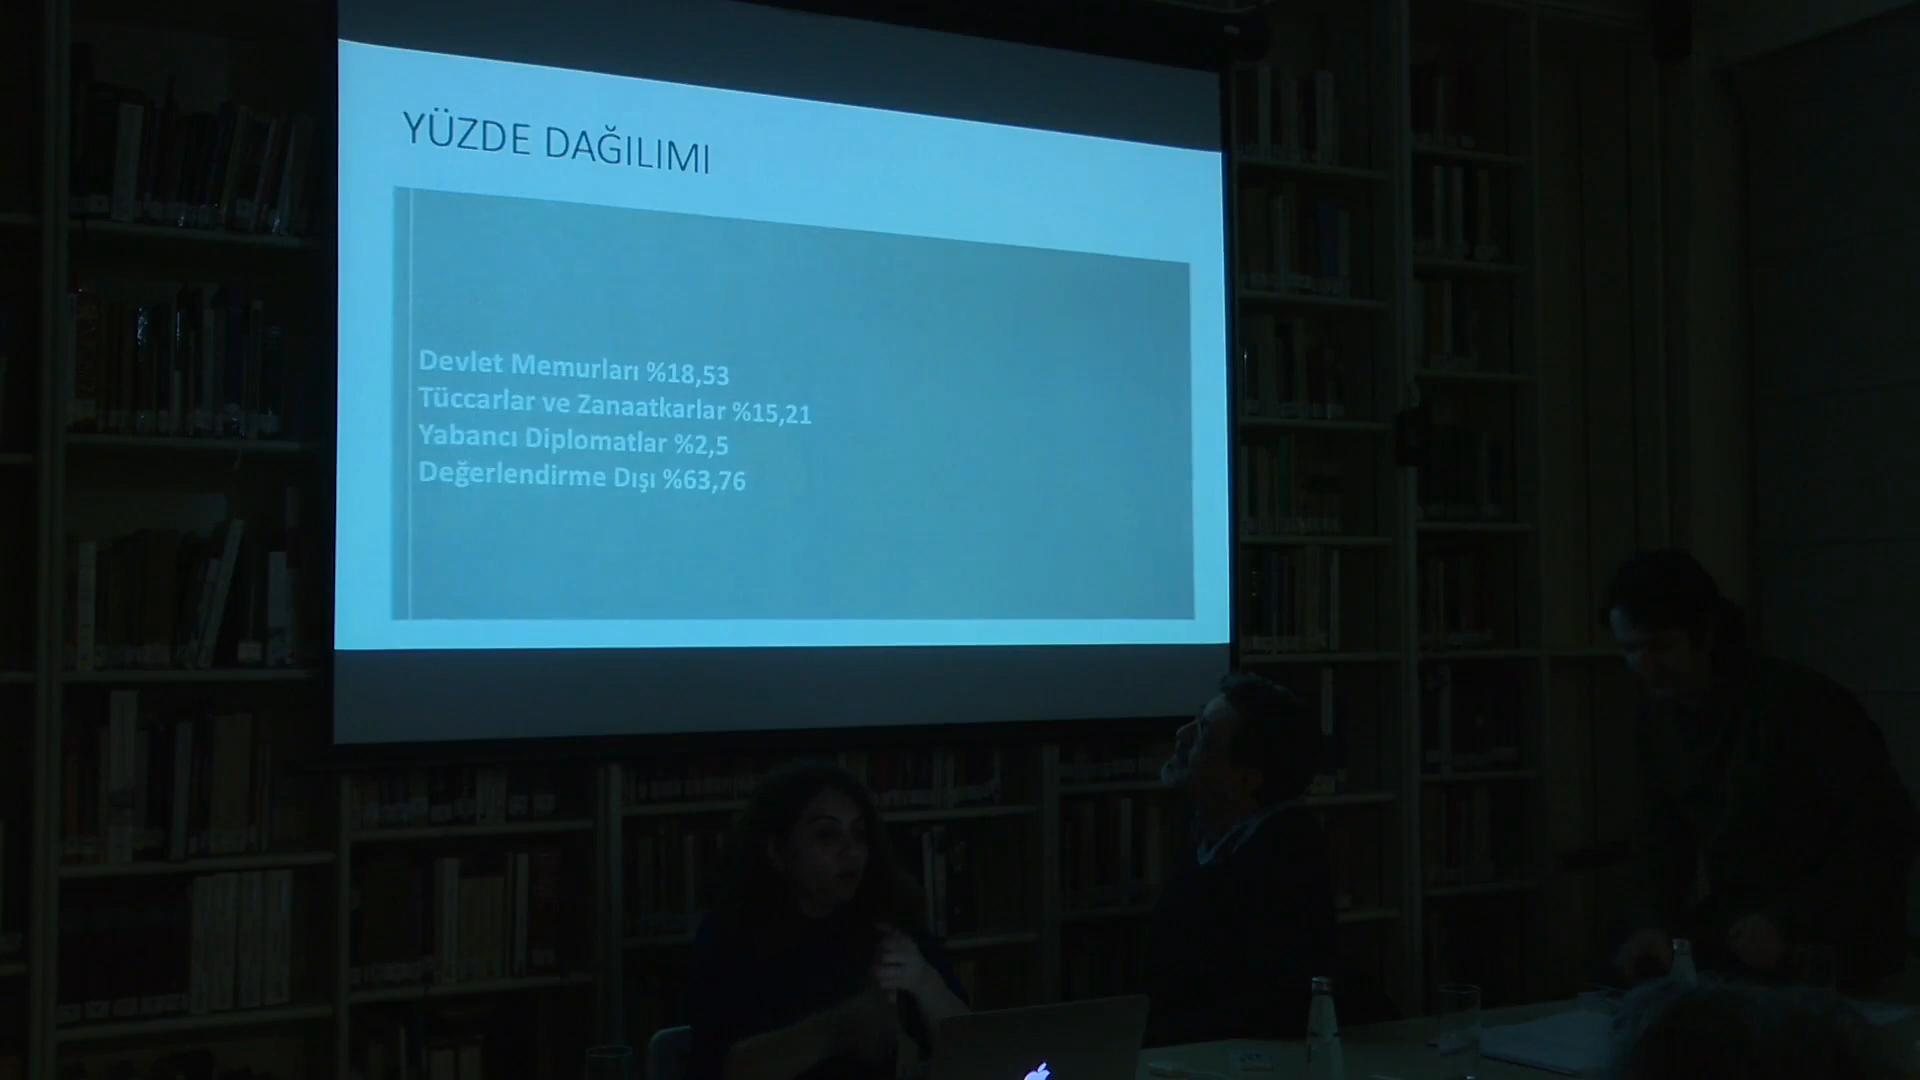 YÜZDE DAĞILIMI
Devlet Memurları %18,53
Tüccarlar ve Zanaatkarlar %15,21
Yabancı Diplomatlar %2,5
Değerlendirme Dışı %63,76